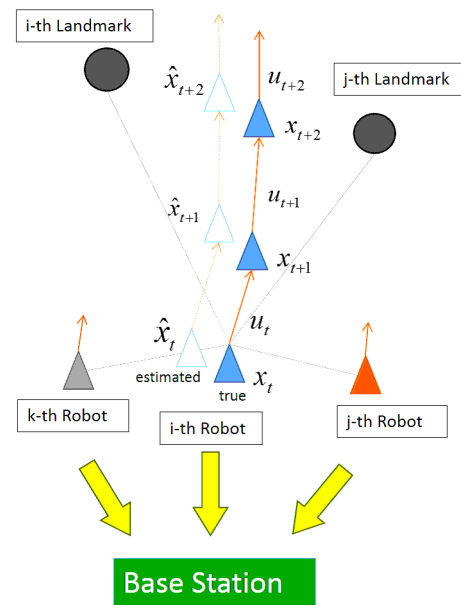 i-th Landmark
x̂ₜ₊₂
uₜ₊₂
j-th Landmark
xₜ₊₂
x̂ₜ₊₁
uₜ₊₁
xₜ₊₁
x̂ₜ
uₜ
estimated
true
xₜ
k-th Robot
i-th Robot
j-th Robot
Base Station